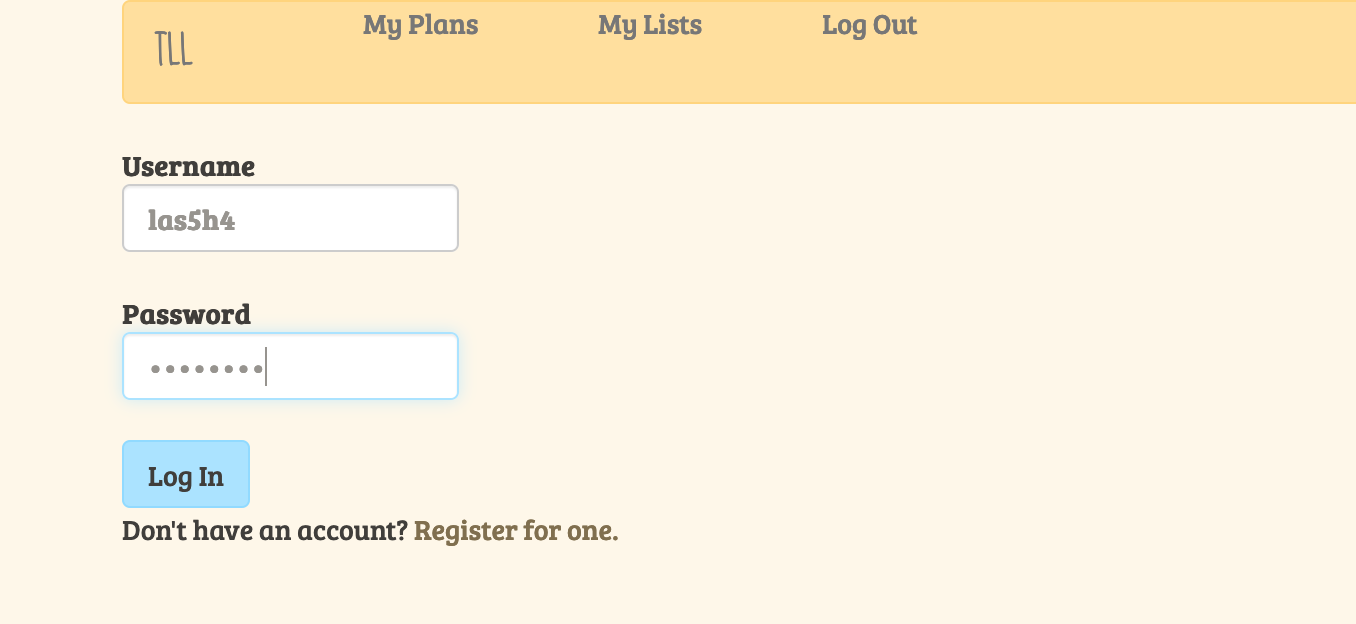 TLL
My Plans My Lists Log Out
Username
las5h4
Password
••••••••
Log In
Don't have an account? Register for one.